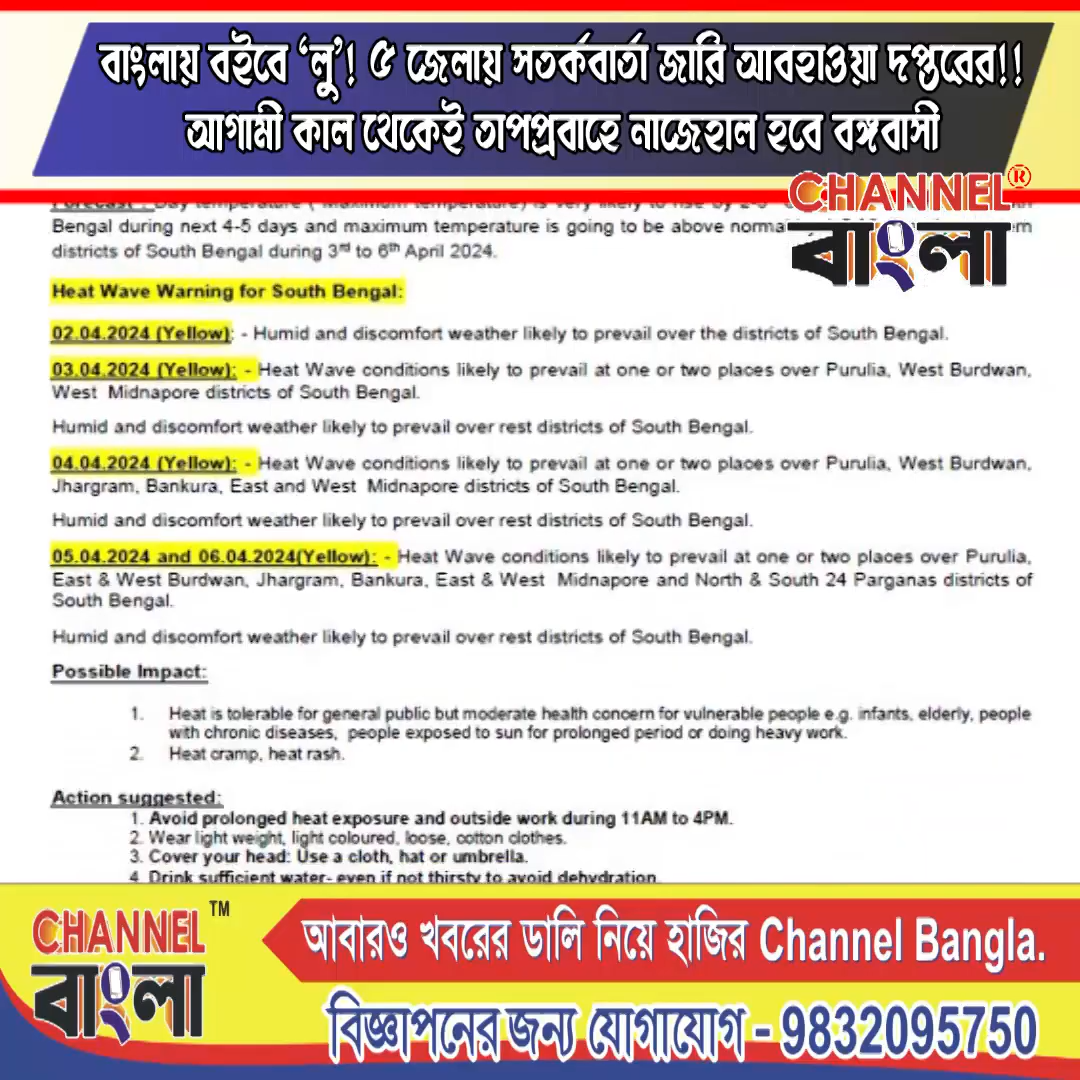 বাংলায় বইবে ‘লু’! ৫ জেলায় সতর্কবার্তা জারি আবহাওয়া দপ্তরের!!
আগামী কাল থেকেই তাপপ্রবাহে নাজেহাল হবে বঙ্গবাসী
CHANNEL®
বাংলা
Forecast : Day temperature ( Maximum temperature) is very likely to rise by 2-3
Bengal during next 4-5 days and maximum temperature is going to be above norma
districts of South Bengal during 3rd to 6th April 2024.
Heat Wave Warning for South Bengal:
02.04.2024 (Yellow): - Humid and discomfort weather likely to prevail over the districts of South Bengal.
03.04.2024 (Yellow): - Heat Wave conditions likely to prevail at one or two places over Purulia, West Burdwan,
West Midnapore districts of South Bengal.
Humid and discomfort weather likely to prevail over rest districts of South Bengal.
04.04.2024 (Yellow): - Heat Wave conditions likely to prevail at one or two places over Purulia, West Burdwan,
Jhargram, Bankura, East and West Midnapore districts of South Bengal.
Humid and discomfort weather likely to prevail over rest districts of South Bengal.
05.04.2024 and 06.04.2024(Yellow): - Heat Wave conditions likely to prevail at one or two places over Purulia,
East & West Burdwan, Jhargram, Bankura, East & West Midnapore and North & South 24 Parganas districts of
South Bengal.
Humid and discomfort weather likely to prevail over rest districts of South Bengal.
Possible Impact:
1. Heat is tolerable for general public but moderate health concern for vulnerable people e.g. infants, elderly, people
with chronic diseases, people exposed to sun for prolonged period or doing heavy work.
2. Heat cramp, heat rash.
Action suggested:
1. Avoid prolonged heat exposure and outside work during 11AM to 4PM.
2. Wear light weight, light coloured, loose, cotton clothes.
3. Cover your head: Use a cloth, hat or umbrella.
4. Drink sufficient water- even if not thirsty to avoid dehydration.
CHANNEL™
বাংলা
আবারও খবরের ডালি নিয়ে হাজির Channel Bangla.
বিজ্ঞাপনের জন্য যোগাযোগ - 9832095750